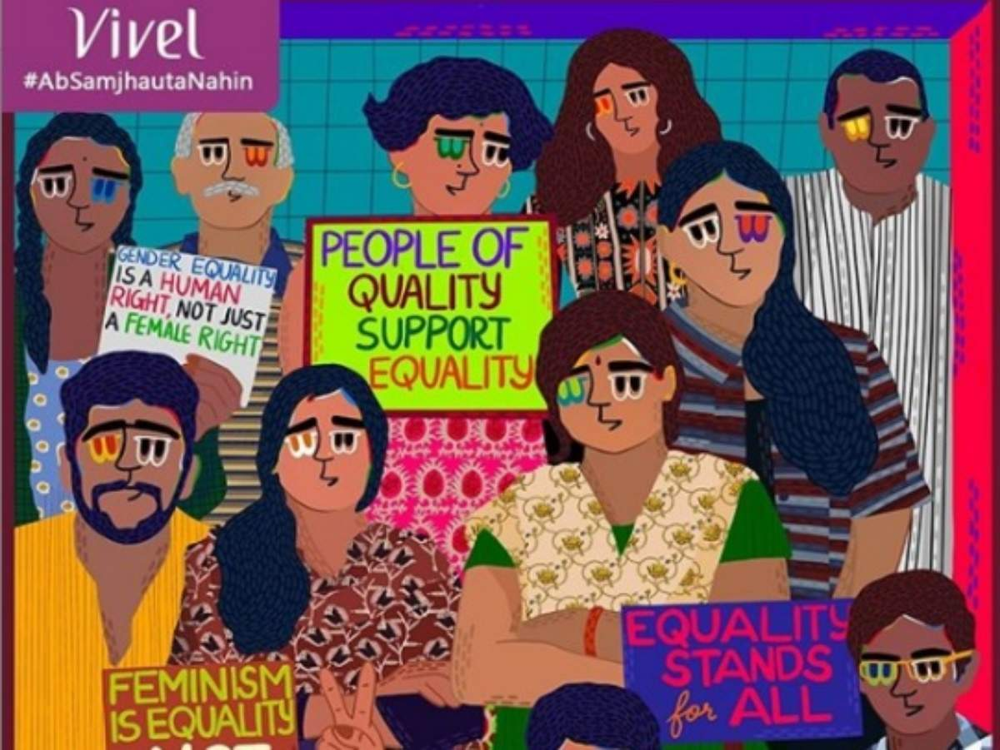 Vivel
#AbSamjhautaNahin
GENDER EQUALITY
IS A HUMAN
RIGHT, NOT JUST
A FEMALE RIGHT
PEOPLE OF
QUALITY
SUPPORT
EQUALITY
FEMINISM
IS EQUALITY
EQUALITY
STANDS
for ALL